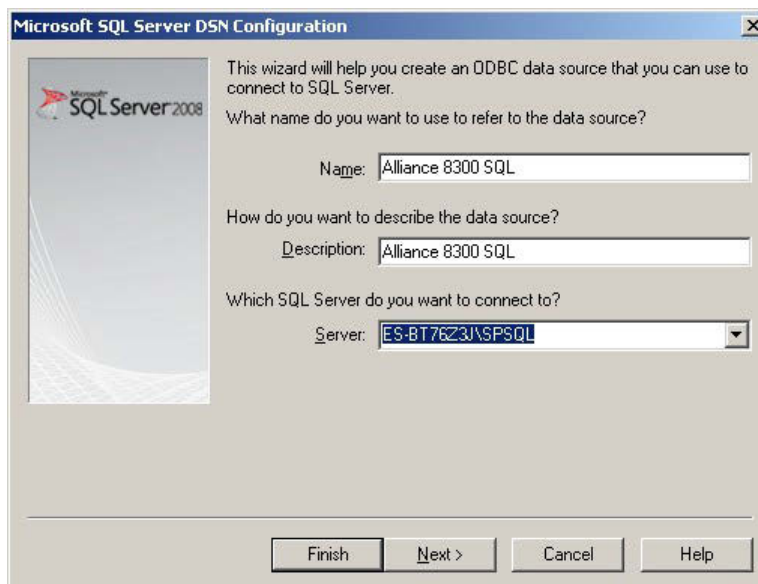 Microsoft SQL Server DSN Configuration
Microsoft
SQL Server 2008
This wizard will help you create an ODBC data source that you can use to
connect to SQL Server.
What name do you want to use to refer to the data source?
Name: Alliance 8300 SQL
How do you want to describe the data source?
Description: Alliance 8300 SQL
Which SQL Server do you want to connect to?
Server: ES-BT76Z3J\SPSQL
Finish Next > Cancel Help